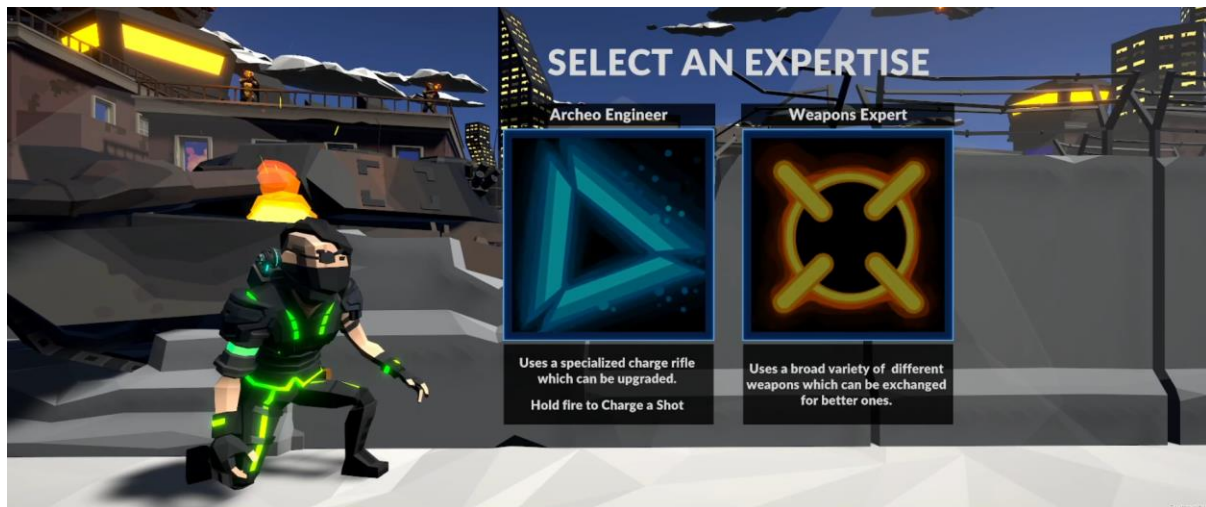 SELECT AN EXPERTISE
Archeo Engineer
Uses a specialized charge rifle
which can be upgraded.
Hold fire to Charge a Shot
Weapons Expert
Uses a broad variety of different
weapons which can be exchanged
for better ones.